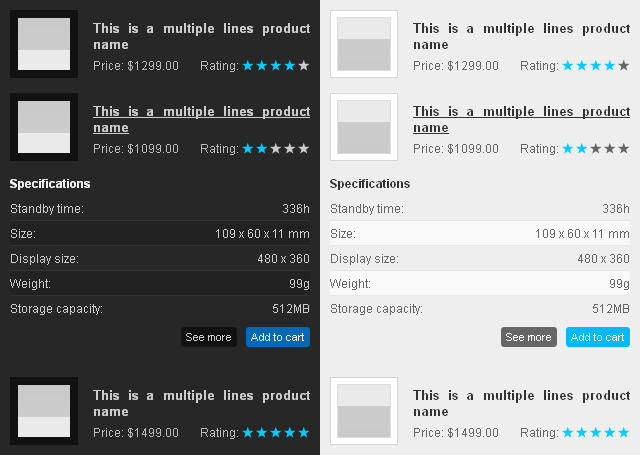 This is a multiple lines product
name
Price: $1299.00 Rating: ★★★★★
This is a multiple lines product
name
Price: $1099.00 Rating: ★★★★★
Specifications
Standby time: 336h
Size: 109 x 60 x 11 mm
Display size: 480 x 360
Weight: 99g
Storage capacity: 512MB
See more Add to cart
This is a multiple lines product
name
Price: $1499.00 Rating: ★★★★★
This is a multiple lines product
name
Price: $1299.00 Rating: ★★★★★
This is a multiple lines product
name
Price: $1099.00 Rating: ★★★★★
Specifications
Standby time: 336h
Size: 109 x 60 x 11 mm
Display size: 480 x 360
Weight: 99g
Storage capacity: 512MB
See more Add to cart
This is a multiple lines product
name
Price: $1499.00 Rating: ★★★★★